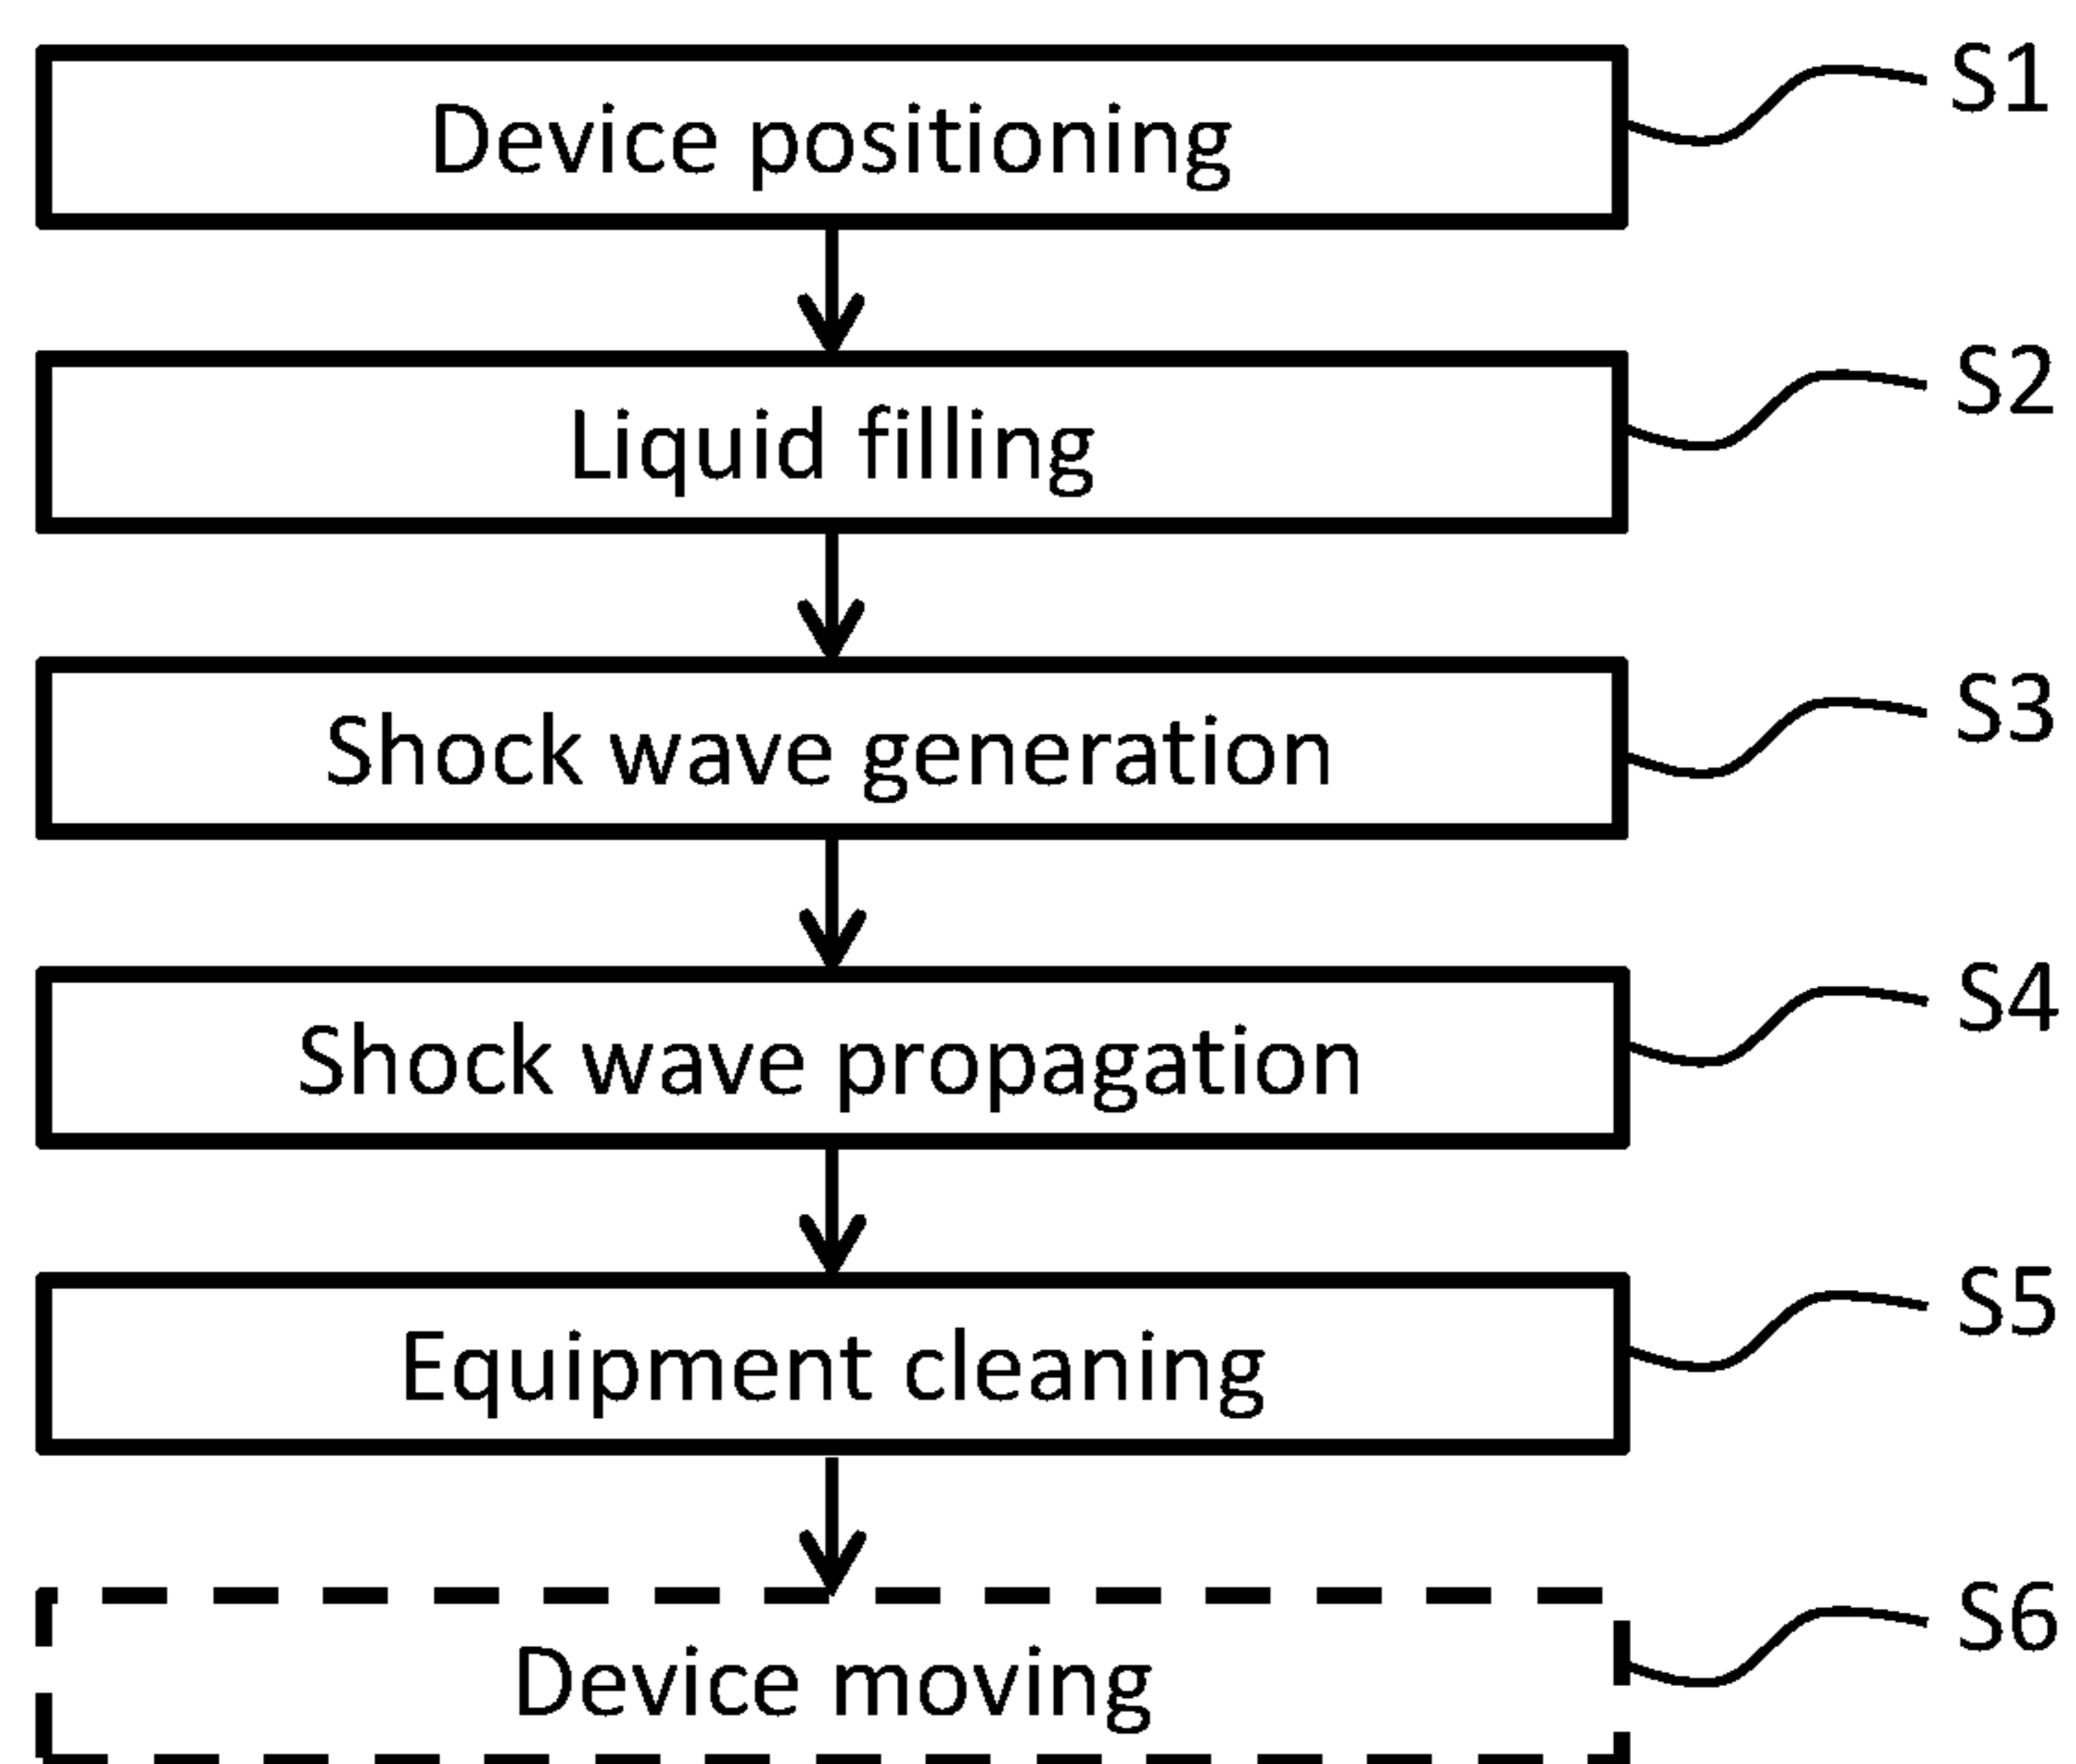 Device positioning S1
Liquid filling S2
Shock wave generation S3
Shock wave propagation S4
Equipment cleaning S5
Device moving S6